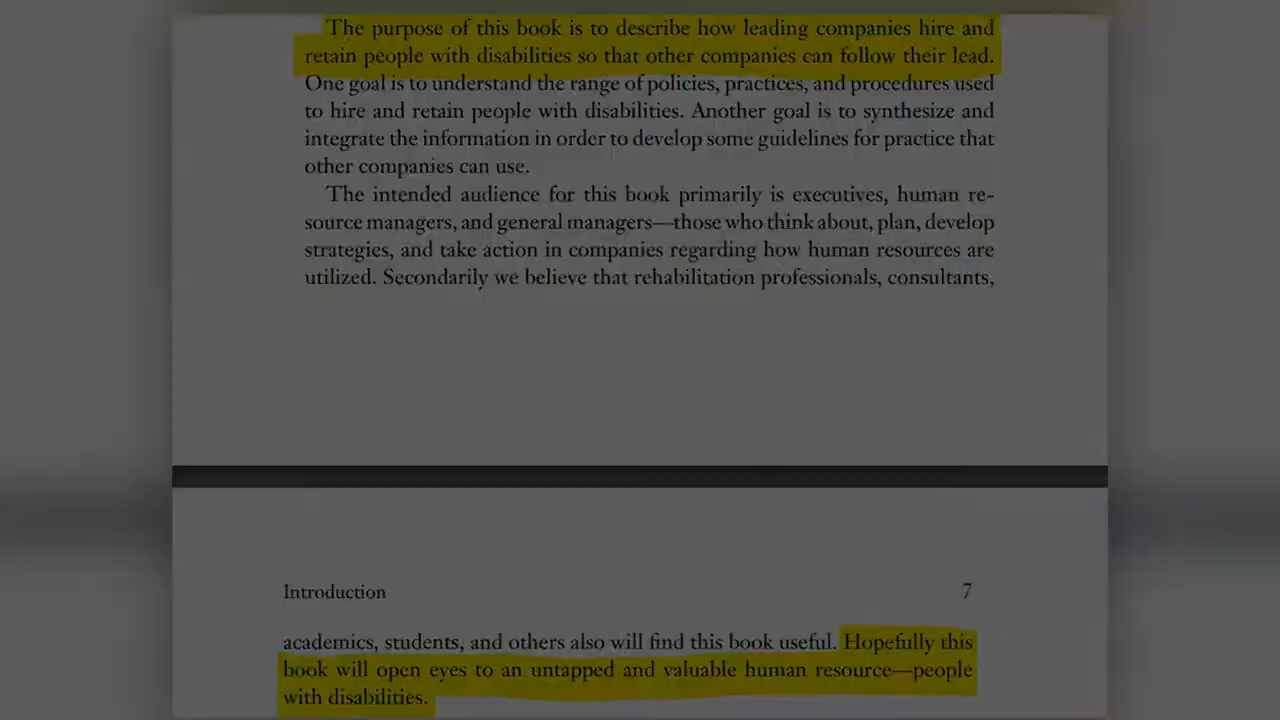 The purpose of this book is to describe how leading companies hire and
retain people with disabilities so that other companies can follow their lead.
One goal is to understand the range of policies, practices, and procedures used
to hire and retain people with disabilities. Another goal is to synthesize and
integrate the information in order to develop some guidelines for practice that
other companies can use.
The intended audience for this book primarily is executives, human re-
source managers, and general managers—those who think about, plan, develop
strategies, and take action in companies regarding how human resources are
utilized. Secondarily we believe that rehabilitation professionals, consultants,
Introduction 7
academics, students, and others also will find this book useful. Hopefully this
book will open eyes to an untapped and valuable human resource—people
with disabilities.